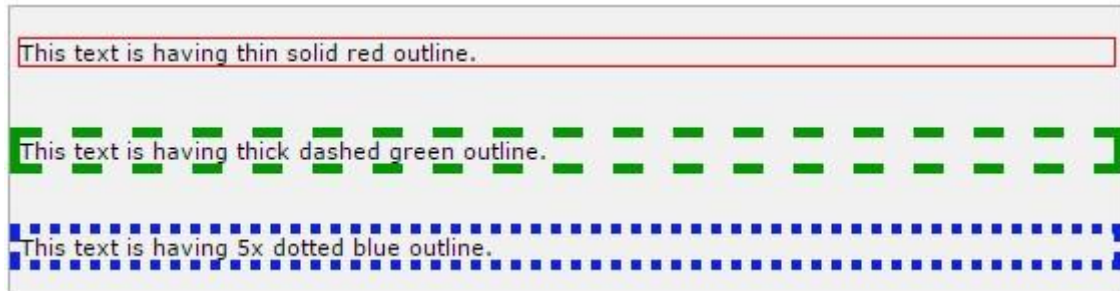 This text is having thin solid red outline.
This text is having thick dashed green outline.
This text is having 5x dotted blue outline.